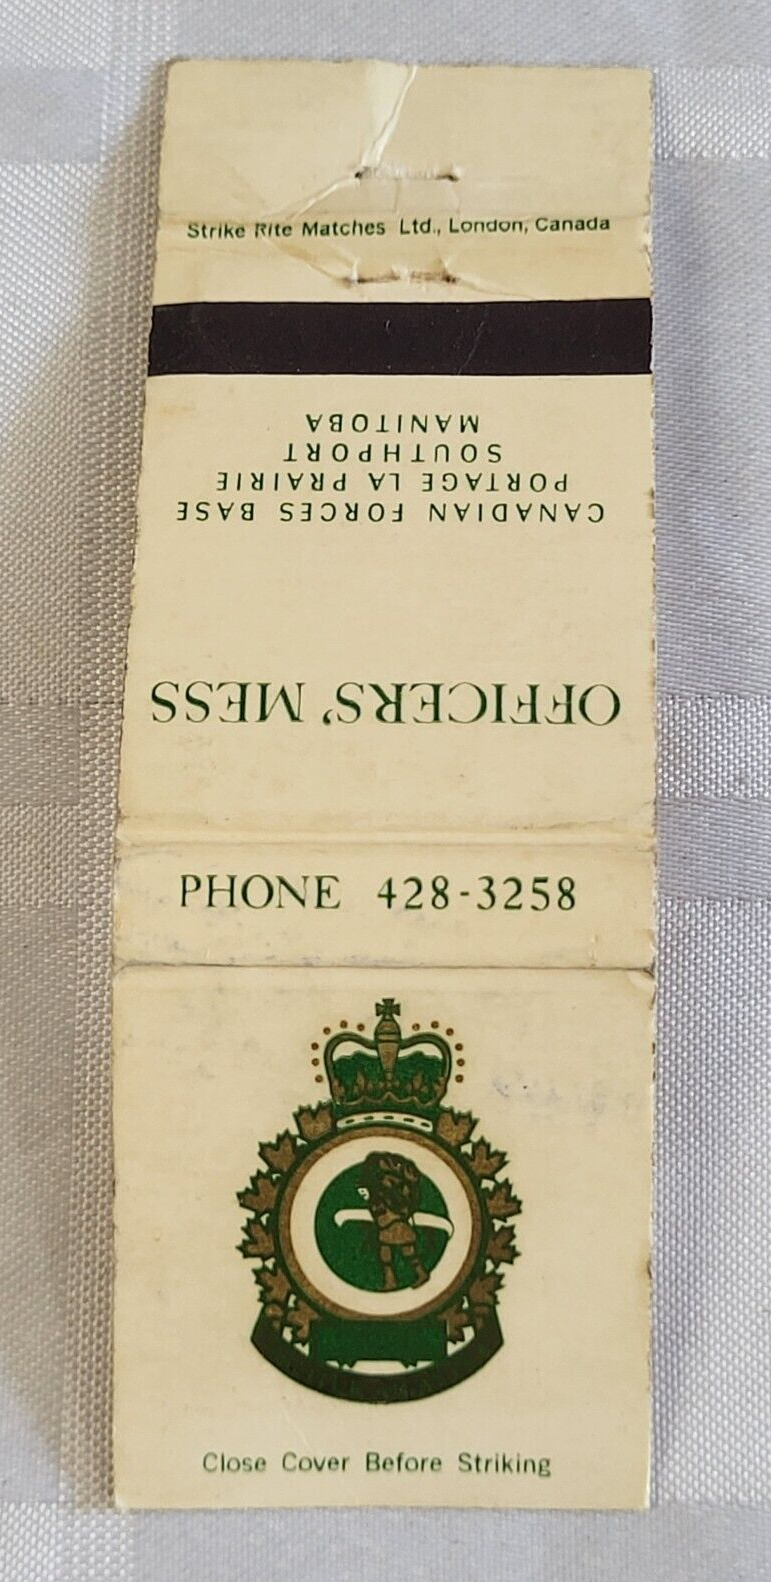 Strike Rite Matches Ltd., London, Canada
OFFICERS' MESS
CANADIAN FORCES BASE
PORTAGE LA PRAIRIE
SOUTHPORT
MANITOBA
PHONE 428-3258
Close Cover Before Striking